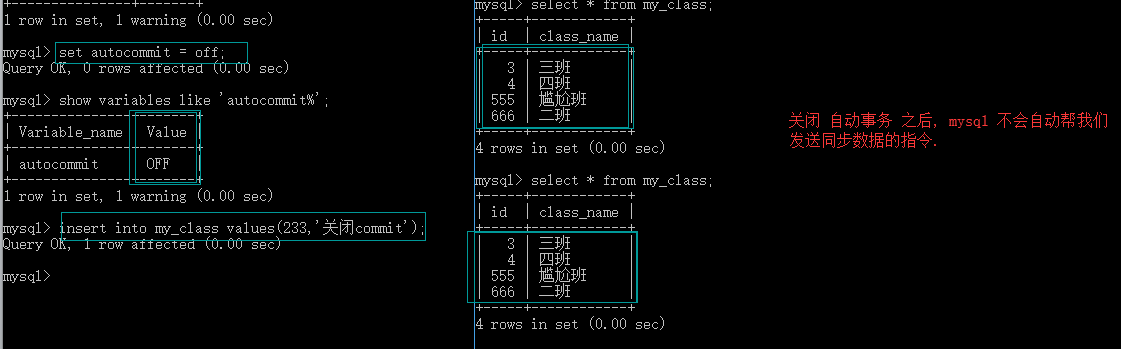 +---------------+-------+
1 row in set, 1 warning (0.00 sec)
mysql> set autocommit = off;
Query OK, 0 rows affected (0.00 sec)
mysql> show variables like 'autocommit%';
+---------------+-------+
| Variable_name | Value |
+---------------+-------+
| autocommit    | OFF   |
+---------------+-------+
1 row in set, 1 warning (0.00 sec)
mysql> insert into my_class values(233,'关闭commit');
Query OK, 1 row affected (0.00 sec)
mysql>
mysql> select * from my_class;
+-----+------------+
| id  | class_name |
+-----+------------+
|   3 | 三班       |
|   4 | 四班       |
| 555 | 尴尬班     |
| 666 | 二班       |
+-----+------------+
4 rows in set (0.00 sec)
mysql> select * from my_class;
+-----+------------+
| id  | class_name |
+-----+------------+
|   3 | 三班       |
|   4 | 四班       |
| 555 | 尴尬班     |
| 666 | 二班       |
+-----+------------+
4 rows in set (0.00 sec)
关闭 自动事务 之后, mysql 不会自动帮我们
发送同步数据的指令.